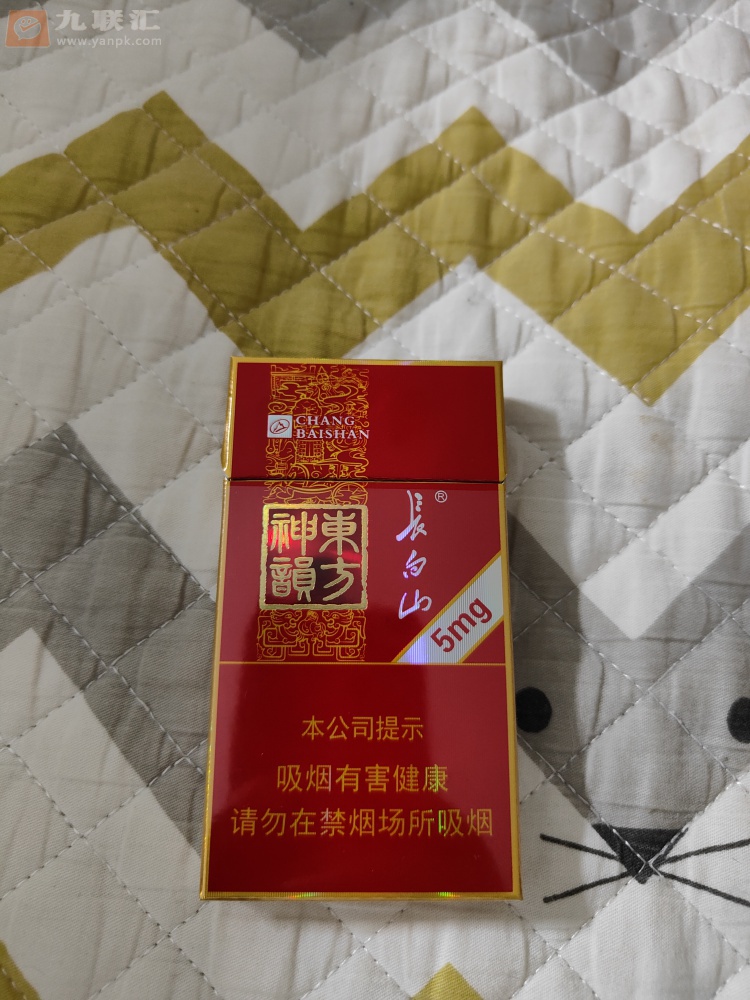 九联汇
www.yanpk.com
CHANG
BAISHAN
長白山®
東方
神韻
5mg
本公司提示
吸烟有害健康
请勿在禁烟场所吸烟